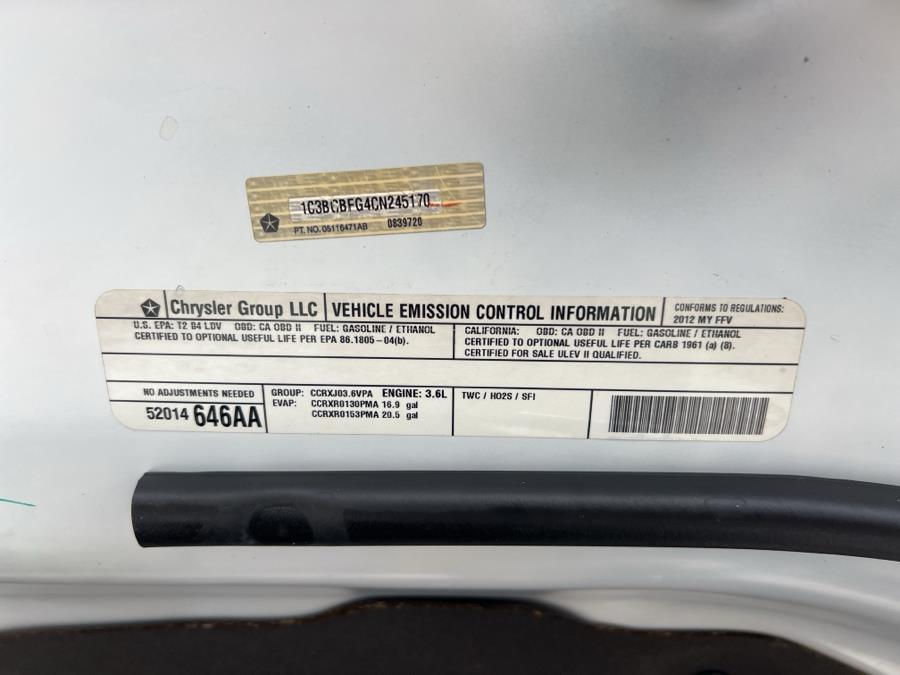 1C3BCBFG4CN245170
PT. NO. 05116471AB 0839720
Chrysler Group LLC VEHICLE EMISSION CONTROL INFORMATION CONFORMS TO REGULATIONS:
2012 MY FFV
U.S. EPA: T2 B4 LDV OBD: CA OBD II FUEL: GASOLINE / ETHANOL
CERTIFIED TO OPTIONAL USEFUL LIFE PER EPA 86.1805-04(b).
CALIFORNIA: OBD: CA OBD II FUEL: GASOLINE / ETHANOL
CERTIFIED TO OPTIONAL USEFUL LIFE PER CARB 1961 (a) (8).
CERTIFIED FOR SALE ULEV II QUALIFIED.
NO ADJUSTMENTS NEEDED
52014 646AA
GROUP: CCRXJ03.6VPA ENGINE: 3.6L
EVAP: CCRXR0130PMA 16.9 gal
CCRXR0153PMA 20.5 gal
TWC / HO2S / SFI